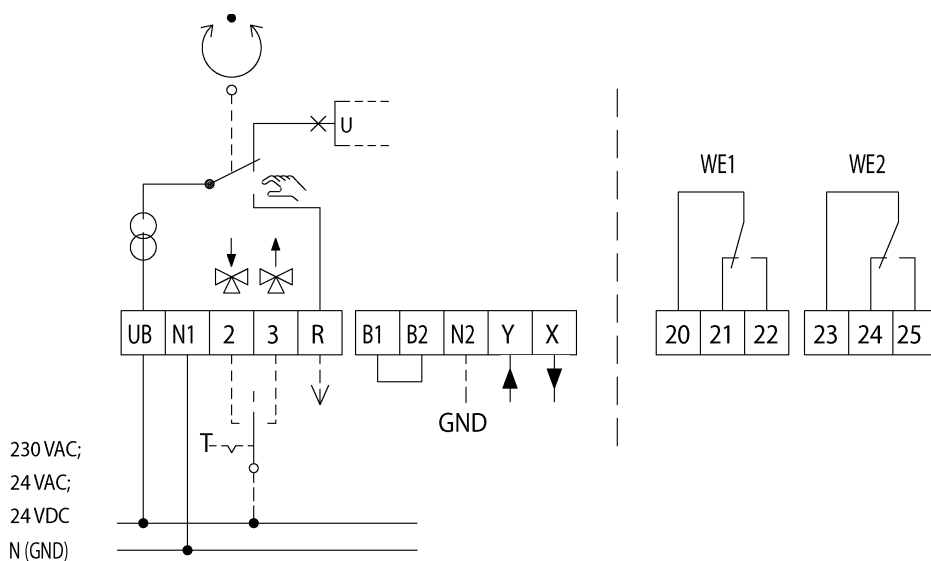 U
WE1 WE2
UB N1 2 3 R B1 B2 N2 Y X 20 21 22 23 24 25
GND
T
230 VAC;
24 VAC;
24 VDC
N (GND)